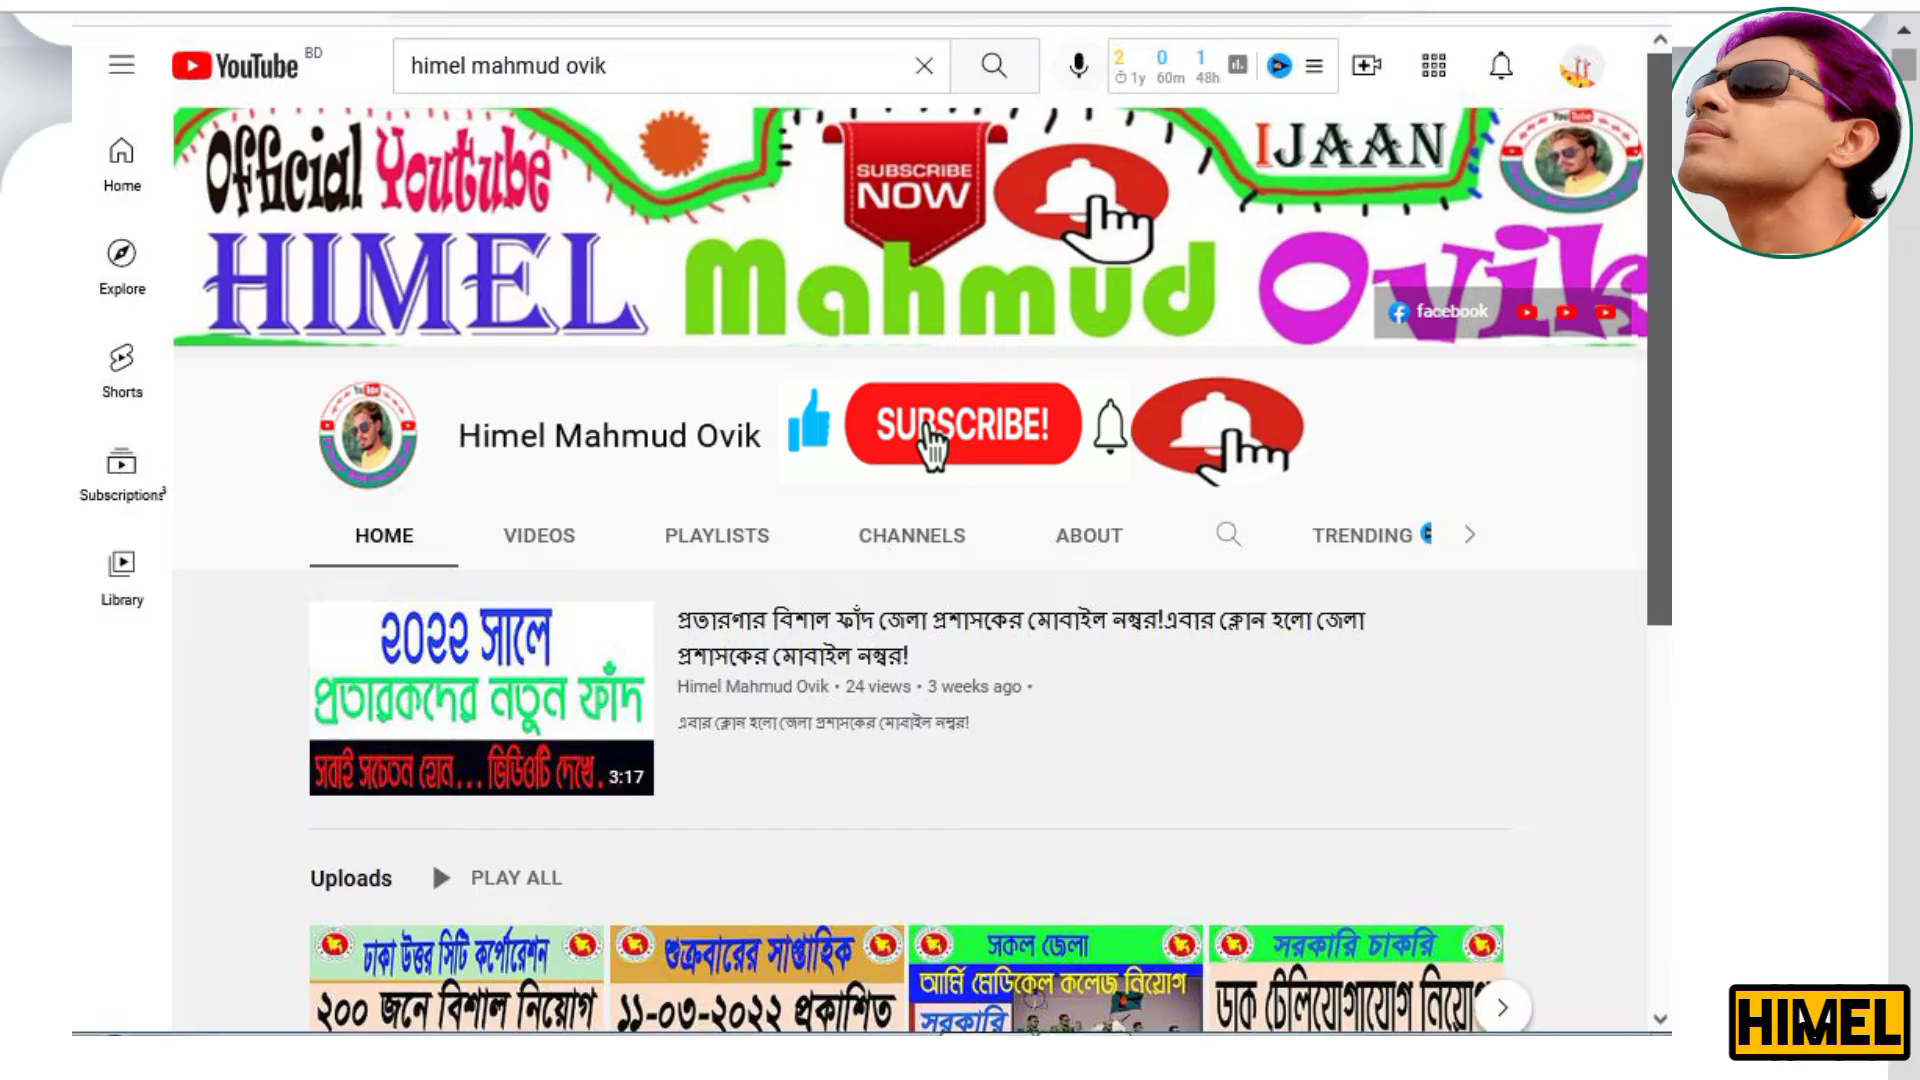 YouTube BD
himel mahmud ovik
2 0 1
1y 60m 48h
Home
Explore
Shorts
Subscriptions
Library
Official Youtube
SUBSCRIBE
NOW
IJAAN
HIMEL Mahmud Ovik
facebook
Himel Mahmud Ovik
SUBSCRIBE!
HOME VIDEOS PLAYLISTS CHANNELS ABOUT TRENDING
২০২২ সালে
প্রতারকদের নতুন ফাঁদ
সবাই সচেতন হোন... ভিডিওটি দেখে.
3:17
প্রতারণার বিশাল ফাঁদ জেলা প্রশাসকের মোবাইল নম্বর!এবার ক্লোন হলো জেলা
প্রশাসকের মোবাইল নম্বর!
Himel Mahmud Ovik • 24 views • 3 weeks ago •
এবার ক্লোন হলো জেলা প্রশাসকের মোবাইল নম্বর!
Uploads PLAY ALL
ঢাকা উত্তর সিটি কর্পোরেশন
২০০ জনে বিশাল নিয়োগ
শুক্রবারের সাপ্তাহিক
১১-০৩-২০২২ প্রকাশিত
সকল জেলা
আর্মি মেডিকেল কলেজ নিয়োগ
সরকারি
সরকারি চাকরি
ডাক টেলিযোগাযোগ নিয়োগ
HIMEL